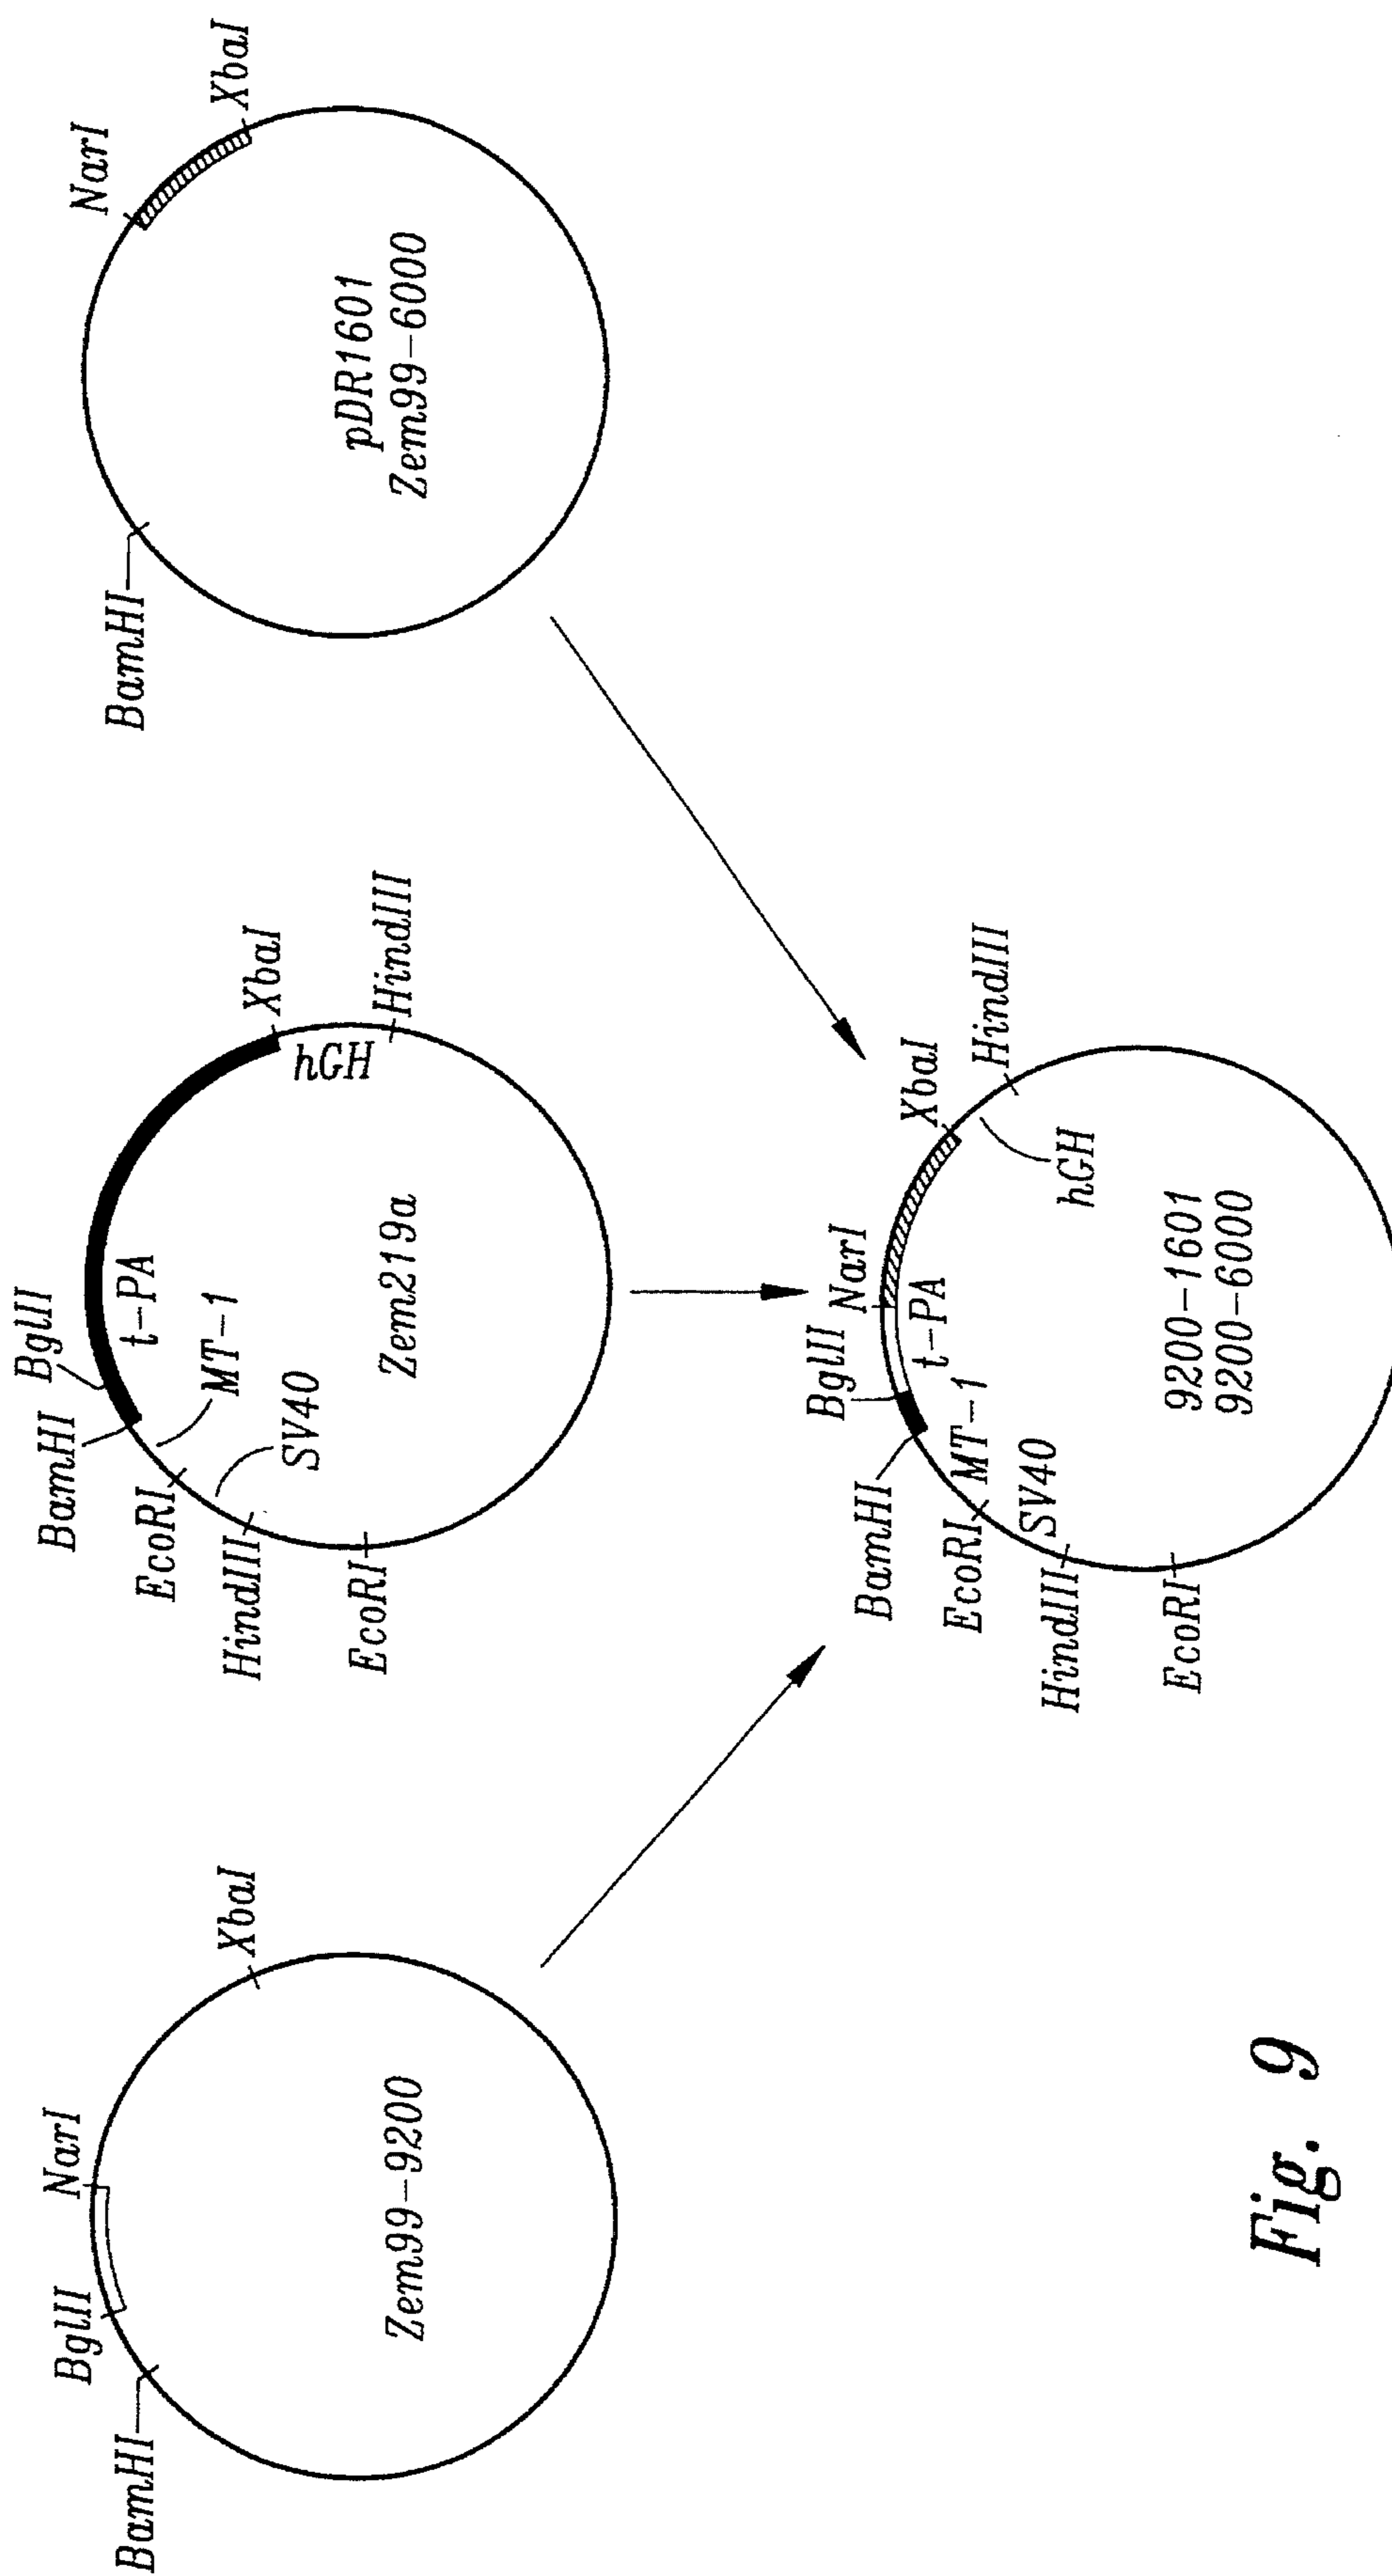 BamHI
BglII
NarI
XbaI
Zem99-9200
EcoRI
HindIII
EcoRI
BamHI
BglII
t-PA
MT-1
SV40
XbaI
hGH
HindIII
Zem219a
BamHI
NarI
XbaI
pDR1601
Zem99-6000
BamHI
BglII
NarI
XbaI
HindIII
EcoRI
MT-1
t-PA
SV40
HindIII
EcoRI
hGH
9200-1601
9200-6000
Fig. 9